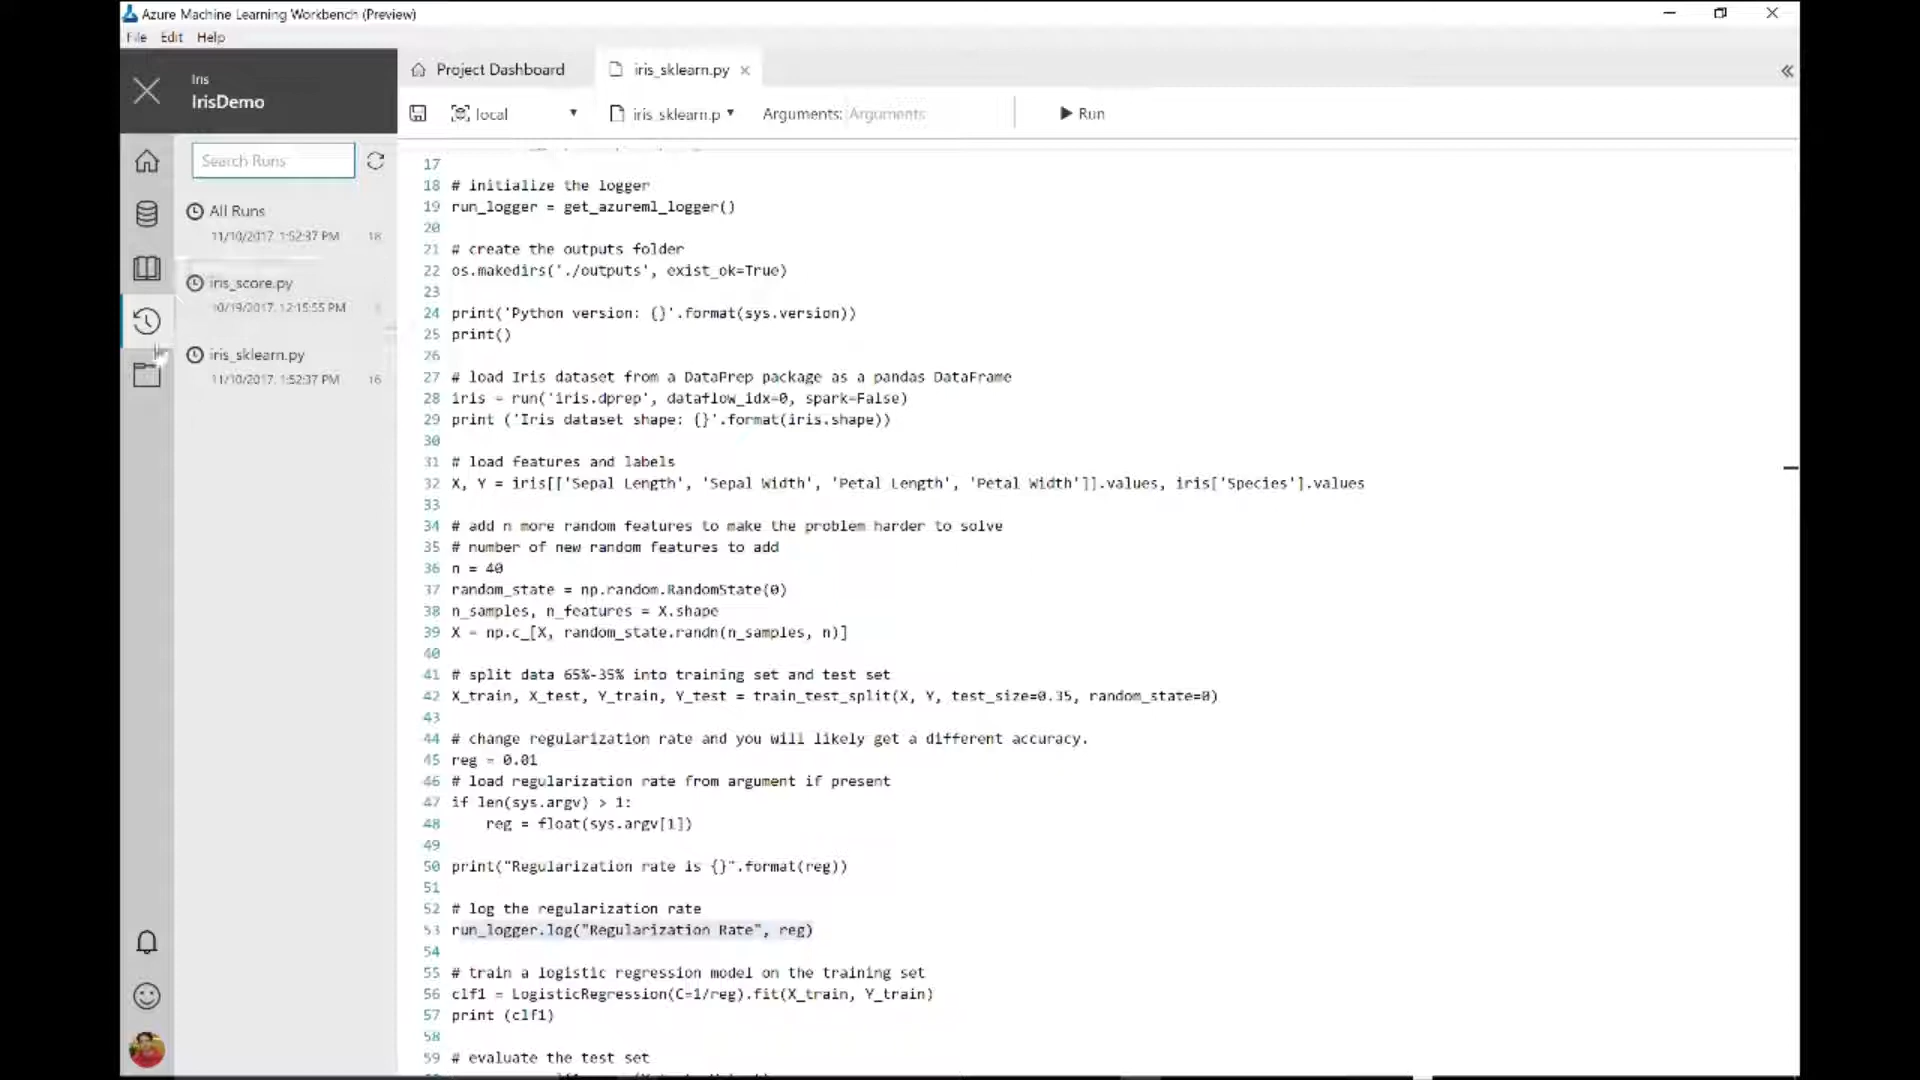 Azure Machine Learning Workbench (Preview)
File Edit Help
Iris
IrisDemo
Project Dashboard
iris_sklearn.py
local
iris_sklearn.p
Arguments: Arguments
Run
Search Runs
All Runs
11/10/2017, 1:52:37 PM 18
iris_score.py
10/19/2017, 12:15:55 PM
iris_sklearn.py
11/10/2017, 1:52:37 PM 16
17
18 # initialize the logger
19 run_logger = get_azureml_logger()
20
21 # create the outputs folder
22 os.makedirs('./outputs', exist_ok=True)
23
24 print('Python version: {}'.format(sys.version))
25 print()
26
27 # load Iris dataset from a DataPrep package as a pandas DataFrame
28 iris = run('iris.dprep', dataflow_idx=0, spark=False)
29 print ('Iris dataset shape: {}'.format(iris.shape))
30
31 # load features and labels
32 X, Y = iris[['Sepal Length', 'Sepal Width', 'Petal Length', 'Petal Width']].values, iris['Species'].values
33
34 # add n more random features to make the problem harder to solve
35 # number of new random features to add
36 n = 40
37 random_state = np.random.RandomState(0)
38 n_samples, n_features = X.shape
39 X = np.c_[X, random_state.randn(n_samples, n)]
40
41 # split data 65%-35% into training set and test set
42 X_train, X_test, Y_train, Y_test = train_test_split(X, Y, test_size=0.35, random_state=0)
43
44 # change regularization rate and you will likely get a different accuracy.
45 reg = 0.01
46 # load regularization rate from argument if present
47 if len(sys.argv) > 1:
48 reg = float(sys.argv[1])
49
50 print("Regularization rate is {}".format(reg))
51
52 # log the regularization rate
53 run_logger.log("Regularization Rate", reg)
54
55 # train a logistic regression model on the training set
56 clf1 = LogisticRegression(C=1/reg).fit(X_train, Y_train)
57 print (clf1)
58
59 # evaluate the test set